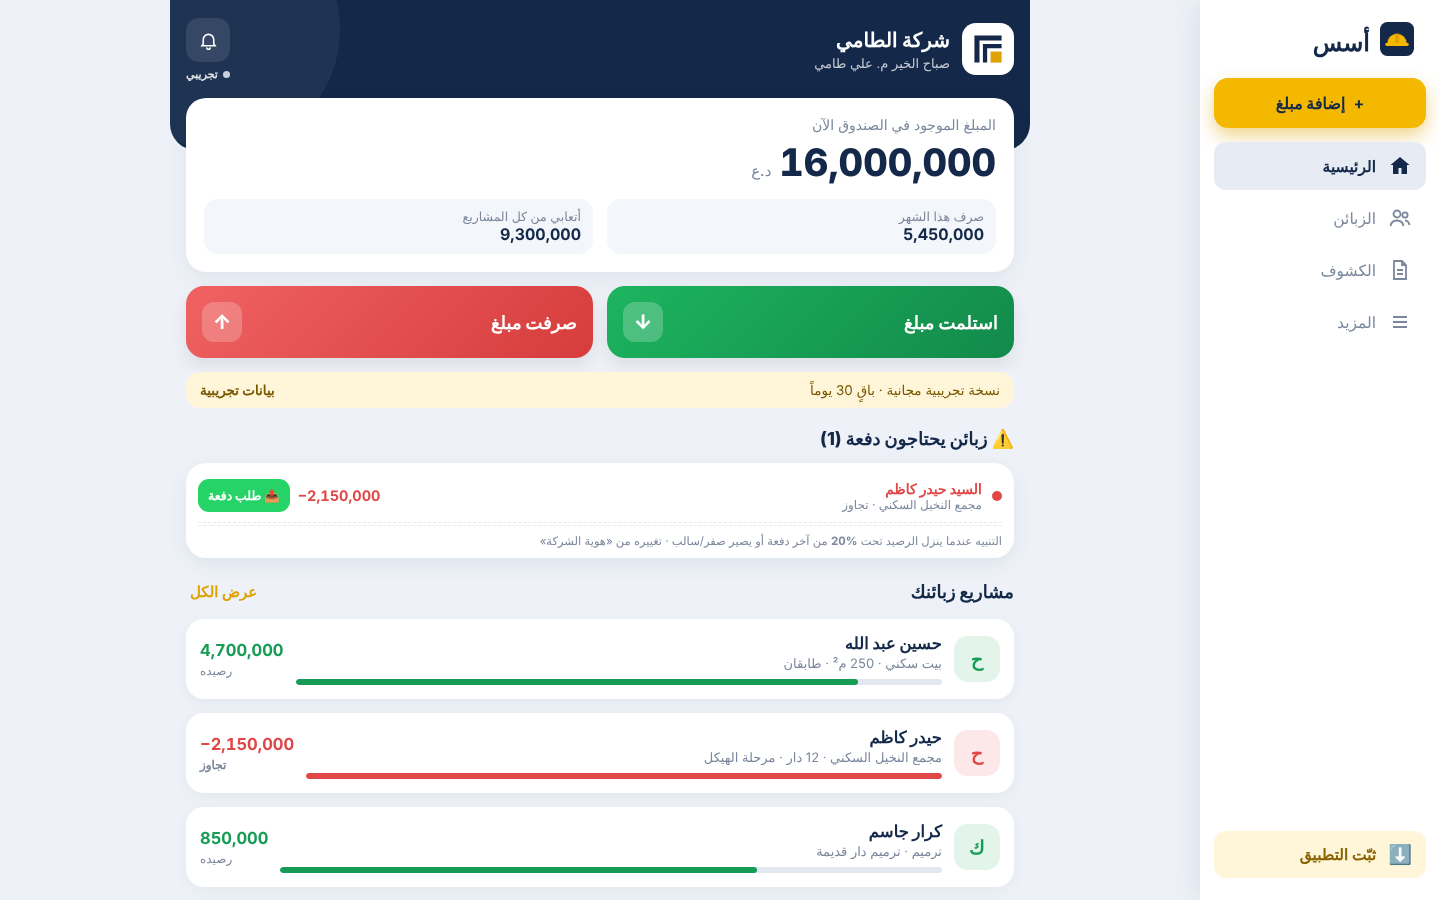 أسس
+ إضافة مبلغ
الرئيسية
الزبائن
الكشوف
المزيد
ثبّت التطبيق
شركة الطامي
صباح الخير م. علي طامي
تجريبي
المبلغ الموجود في الصندوق الآن
16,000,000 د.ع
صرف هذا الشهر
5,450,000
أتعابي من كل المشاريع
9,300,000
استلمت مبلغ
صرفت مبلغ
نسخة تجريبية مجانية · باقٍ 30 يوماً
بيانات تجريبية
⚠️ زبائن يحتاجون دفعة (1)
السيد حيدر كاظم
مجمع النخيل السكني · تجاوز
−2,150,000
📤 طلب دفعة
التنبيه عندما ينزل الرصيد تحت 20% من آخر دفعة أو يصير صفر/سالب · تغييره من «هوية الشركة»
مشاريع زبائنك
عرض الكل
ح
حسين عبد الله
بيت سكني · 250 م² · طابقان
4,700,000
رصيده
ح
حيدر كاظم
مجمع النخيل السكني · 12 دار · مرحلة الهيكل
−2,150,000
تجاوز
ك
كرار جاسم
ترميم · ترميم دار قديمة
850,000
رصيده